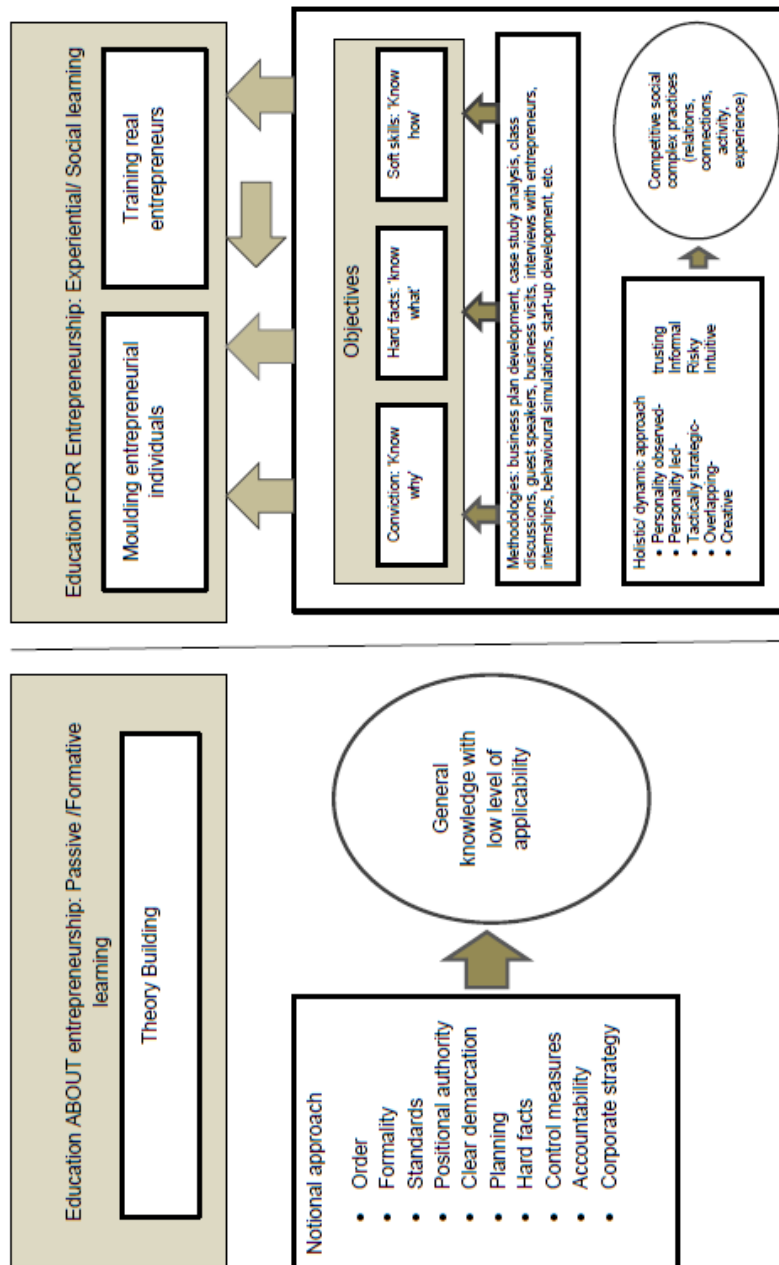 Education ABOUT entrepreneurship: Passive /Formative
learning
Theory Building
Notional approach
• Order
• Formality
• Standards
• Positional authority
• Clear demarcation
• Planning
• Hard facts
• Control measures
• Accountability
• Corporate strategy
General
knowledge with
low level of
applicability
Education FOR Entrepreneurship: Experiential/ Social learning
Moulding entrepreneurial
individuals
Training real
entrepreneurs
Objectives
Conviction: 'Know
why'
Hard facts: 'know
what'
Soft skills: 'Know
how'
Methodologies: business plan development, case study analysis, class
discussions, guest speakers, business visits, interviews with entrepreneurs,
internships, behavioural simulations, start-up development, etc.
Holistic/ dynamic approach
• Personality observed- trusting
• Personality led- Informal
• Tactically strategic- Risky
• Overlapping- Intuitive
• Creative
Competitive social
complex practices
(relations,
connections,
activity,
experience)